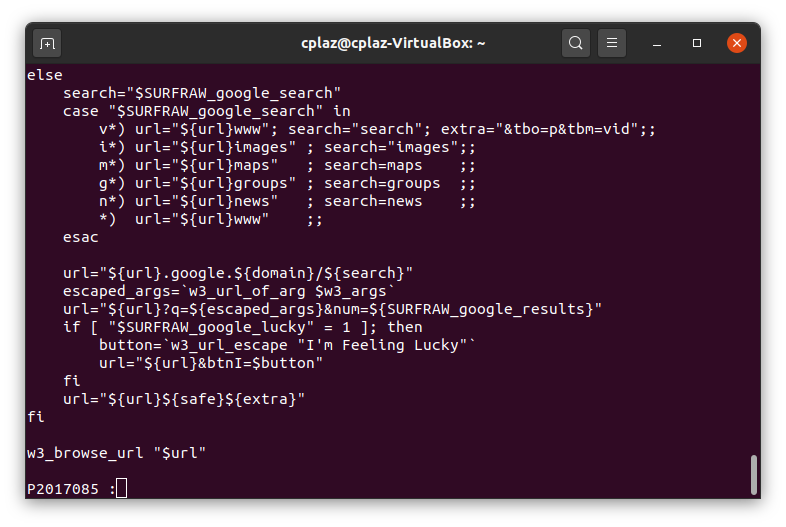 cplaz@cplaz-VirtualBox: ~
else
    search="$SURFRAW_google_search"
    case "$SURFRAW_google_search" in
        v*) url="${url}www"; search="search"; extra="&tbo=p&tbm=vid";;
        i*) url="${url}images" ; search="images";;
        m*) url="${url}maps"   ; search=maps    ;;
        g*) url="${url}groups" ; search=groups  ;;
        n*) url="${url}news"   ; search=news    ;;
        *)  url="${url}www"    ;;
    esac

    url="${url}.google.${domain}/${search}"
    escaped_args=`w3_url_of_arg $w3_args`
    url="${url}?q=${escaped_args}&num=${SURFRAW_google_results}"
    if [ "$SURFRAW_google_lucky" = 1 ]; then
        button=`w3_url_escape "I'm Feeling Lucky"`
        url="${url}&btnI=$button"
    fi
    url="${url}${safe}${extra}"
fi

w3_browse_url "$url"

P2017085 :